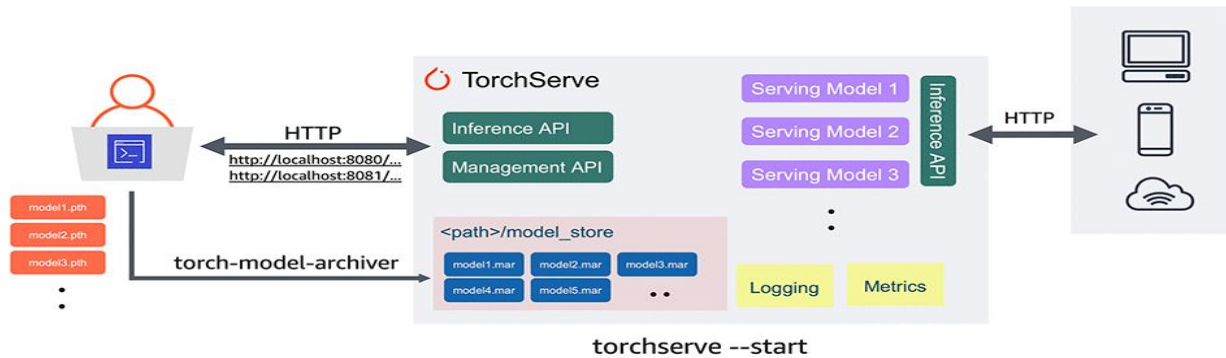 TorchServe
HTTP
http://localhost:8080/...
http://localhost:8081/...
Inference API
Management API
Serving Model 1
Serving Model 2
Serving Model 3
Inference API
HTTP
model1.pth
model2.pth
model3.pth
torch-model-archiver
<path>/model_store
model1.mar model2.mar model3.mar
model4.mar model5.mar
Logging
Metrics
torchserve --start